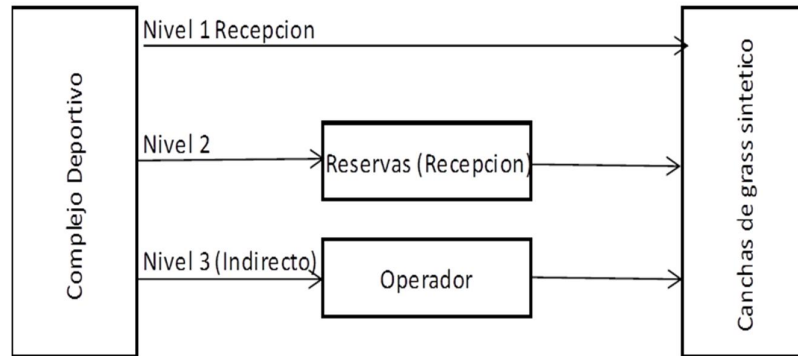 Complejo Deportivo
Nivel 1 Recepcion
Nivel 2
Reservas (Recepcion)
Nivel 3 (Indirecto)
Operador
Canchas de grass sintetico